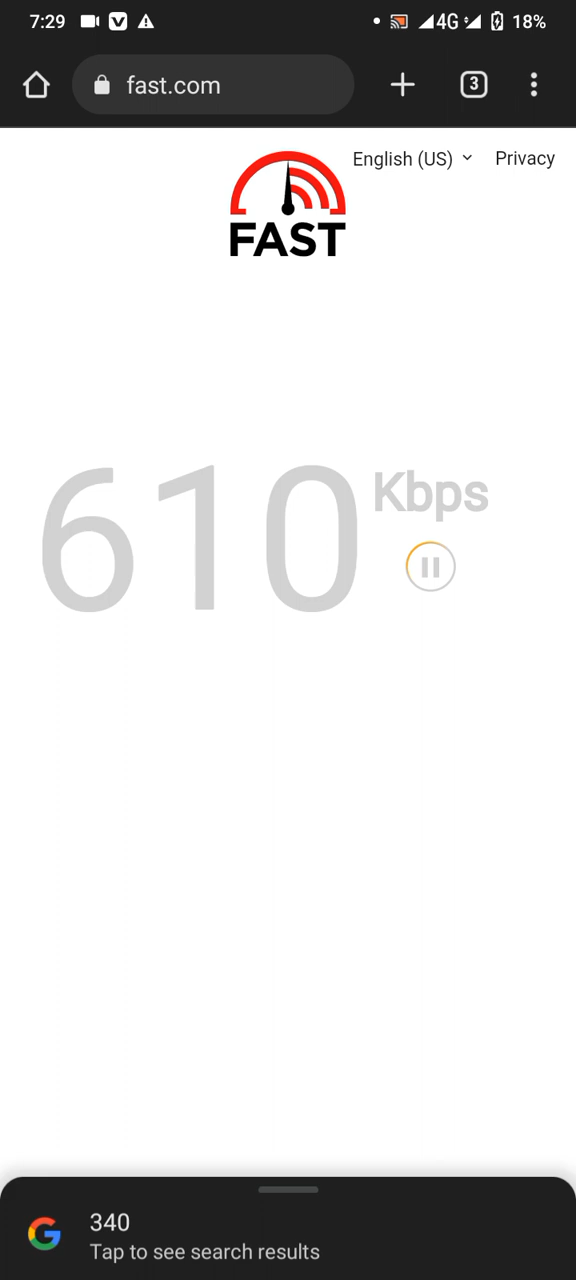 7:29 4G 18%
fast.com 3
English (US) Privacy
FAST
610 Kbps
340
Tap to see search results